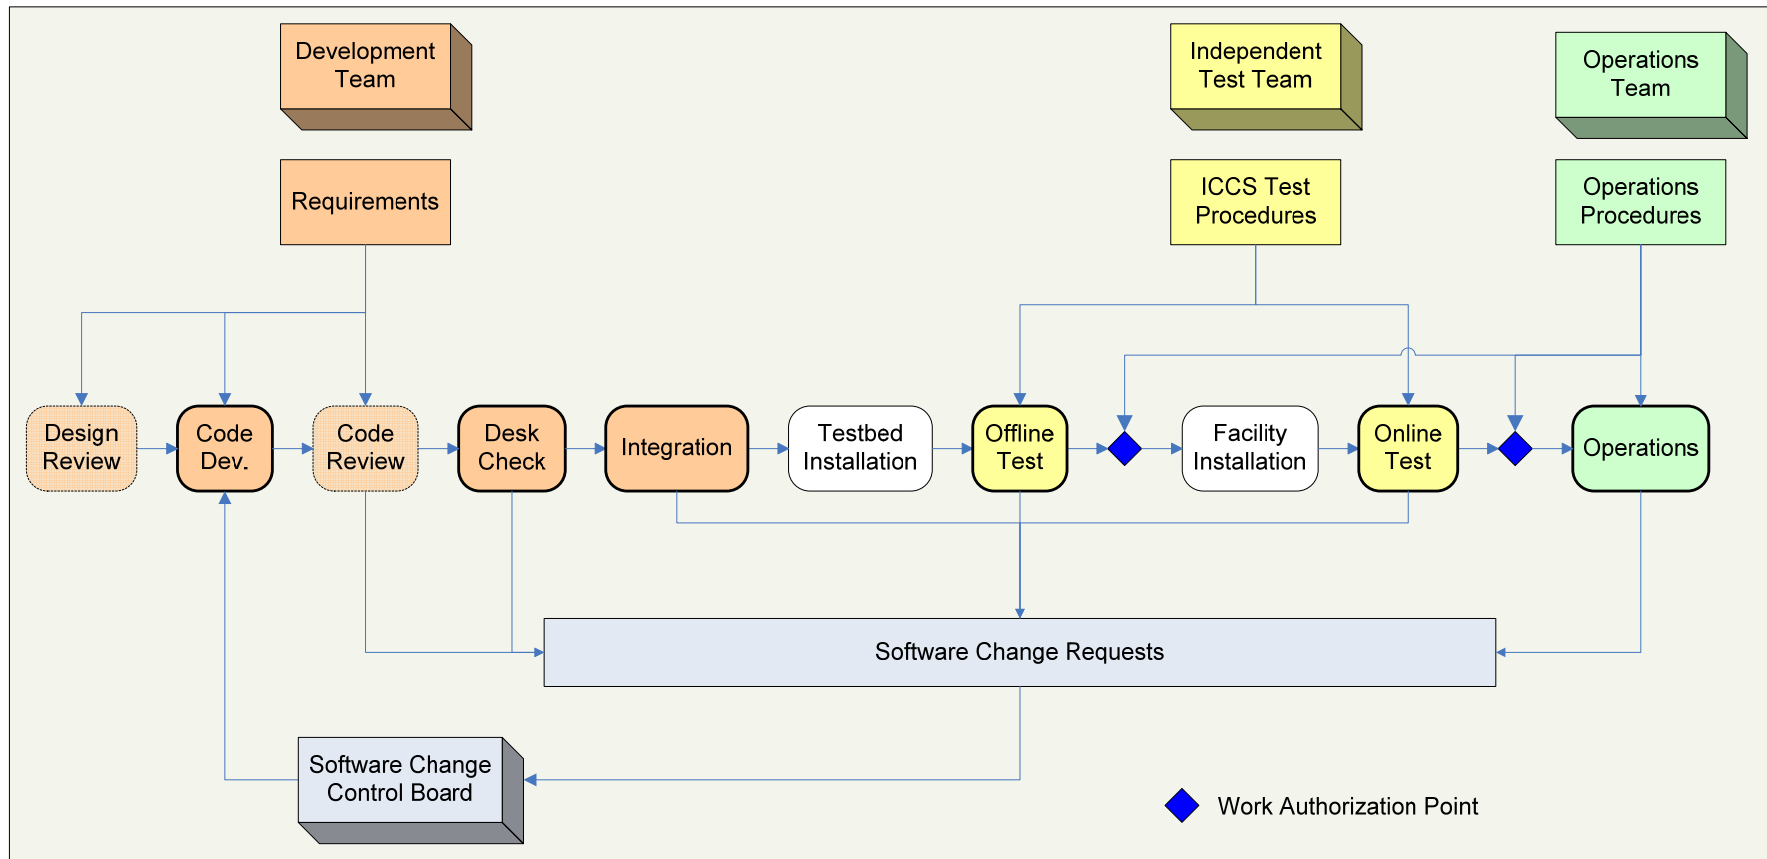 Development
Team
Independent
Test Team
Operations
Team
Requirements
ICCS Test
Procedures
Operations
Procedures
Design
Review
Code
Dev.
Code
Review
Desk
Check
Integration
Testbed
Installation
Offline
Test
Facility
Installation
Online
Test
Operations
Software Change Requests
Software Change
Control Board
Work Authorization Point